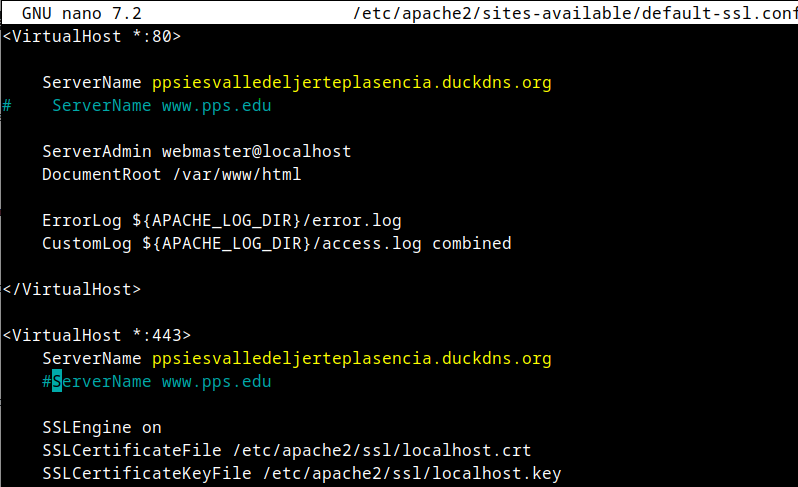 GNU nano 7.2 /etc/apache2/sites-available/default-ssl.conf
<VirtualHost *:80>
ServerName ppsiesvalledeljerteplasencia.duckdns.org
# ServerName www.pps.edu
ServerAdmin webmaster@localhost
DocumentRoot /var/www/html
ErrorLog ${APACHE_LOG_DIR}/error.log
CustomLog ${APACHE_LOG_DIR}/access.log combined
</VirtualHost>
<VirtualHost *:443>
ServerName ppsiesvalledeljerteplasencia.duckdns.org
#ServerName www.pps.edu
SSLEngine on
SSLCertificateFile /etc/apache2/ssl/localhost.crt
SSLCertificateKeyFile /etc/apache2/ssl/localhost.key